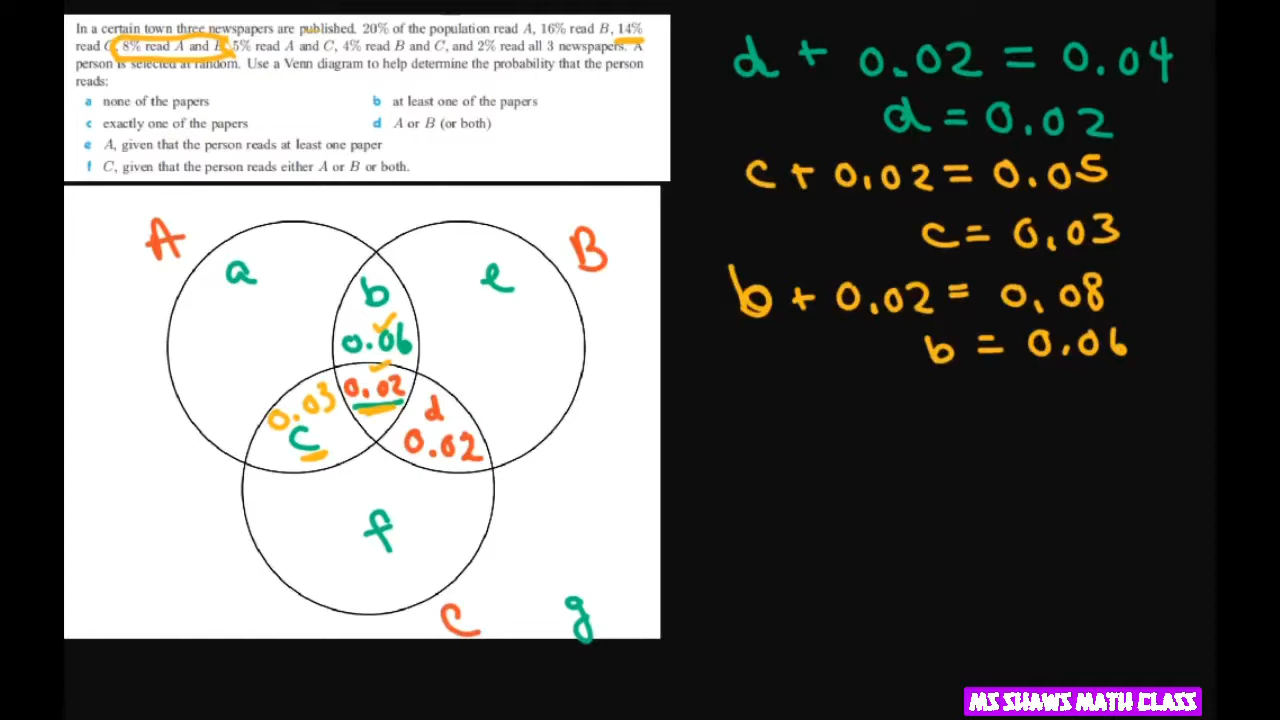 In a certain town three newspapers are published. 20% of the population read A, 16% read B, 14%
read C, 8% read A and B, 5% read A and C, 4% read B and C, and 2% read all 3 newspapers. A
person is selected at random. Use a Venn diagram to help determine the probability that the person
reads:
a none of the papers b at least one of the papers
c exactly one of the papers d A or B (or both)
e A, given that the person reads at least one paper
f C, given that the person reads either A or B or both.
d + 0.02 = 0.04
d = 0.02
c + 0.02 = 0.05
c = 0.03
b + 0.02 = 0.08
b = 0.06
A
B
a
b
e
0.06
0.03
0.02
d
c
0.02
f
C
g
MS SHAWS MATH CLASS